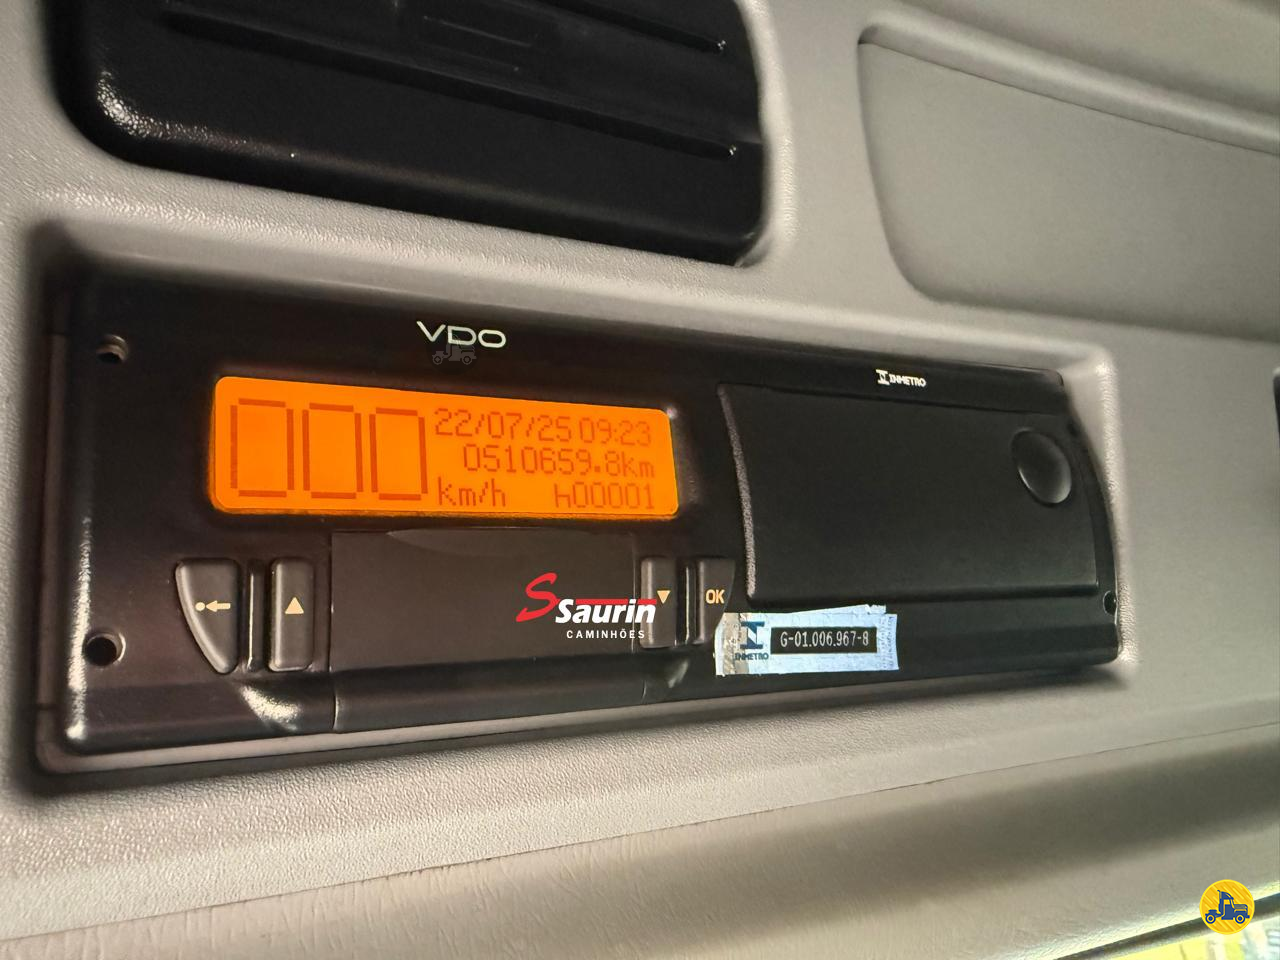 VDO
INMETRO
000
22/07/25 09:23
0510659.8km
km/h h00001
OK
Saurin
CAMINHÕES
INMETRO
G-01.006.967-8